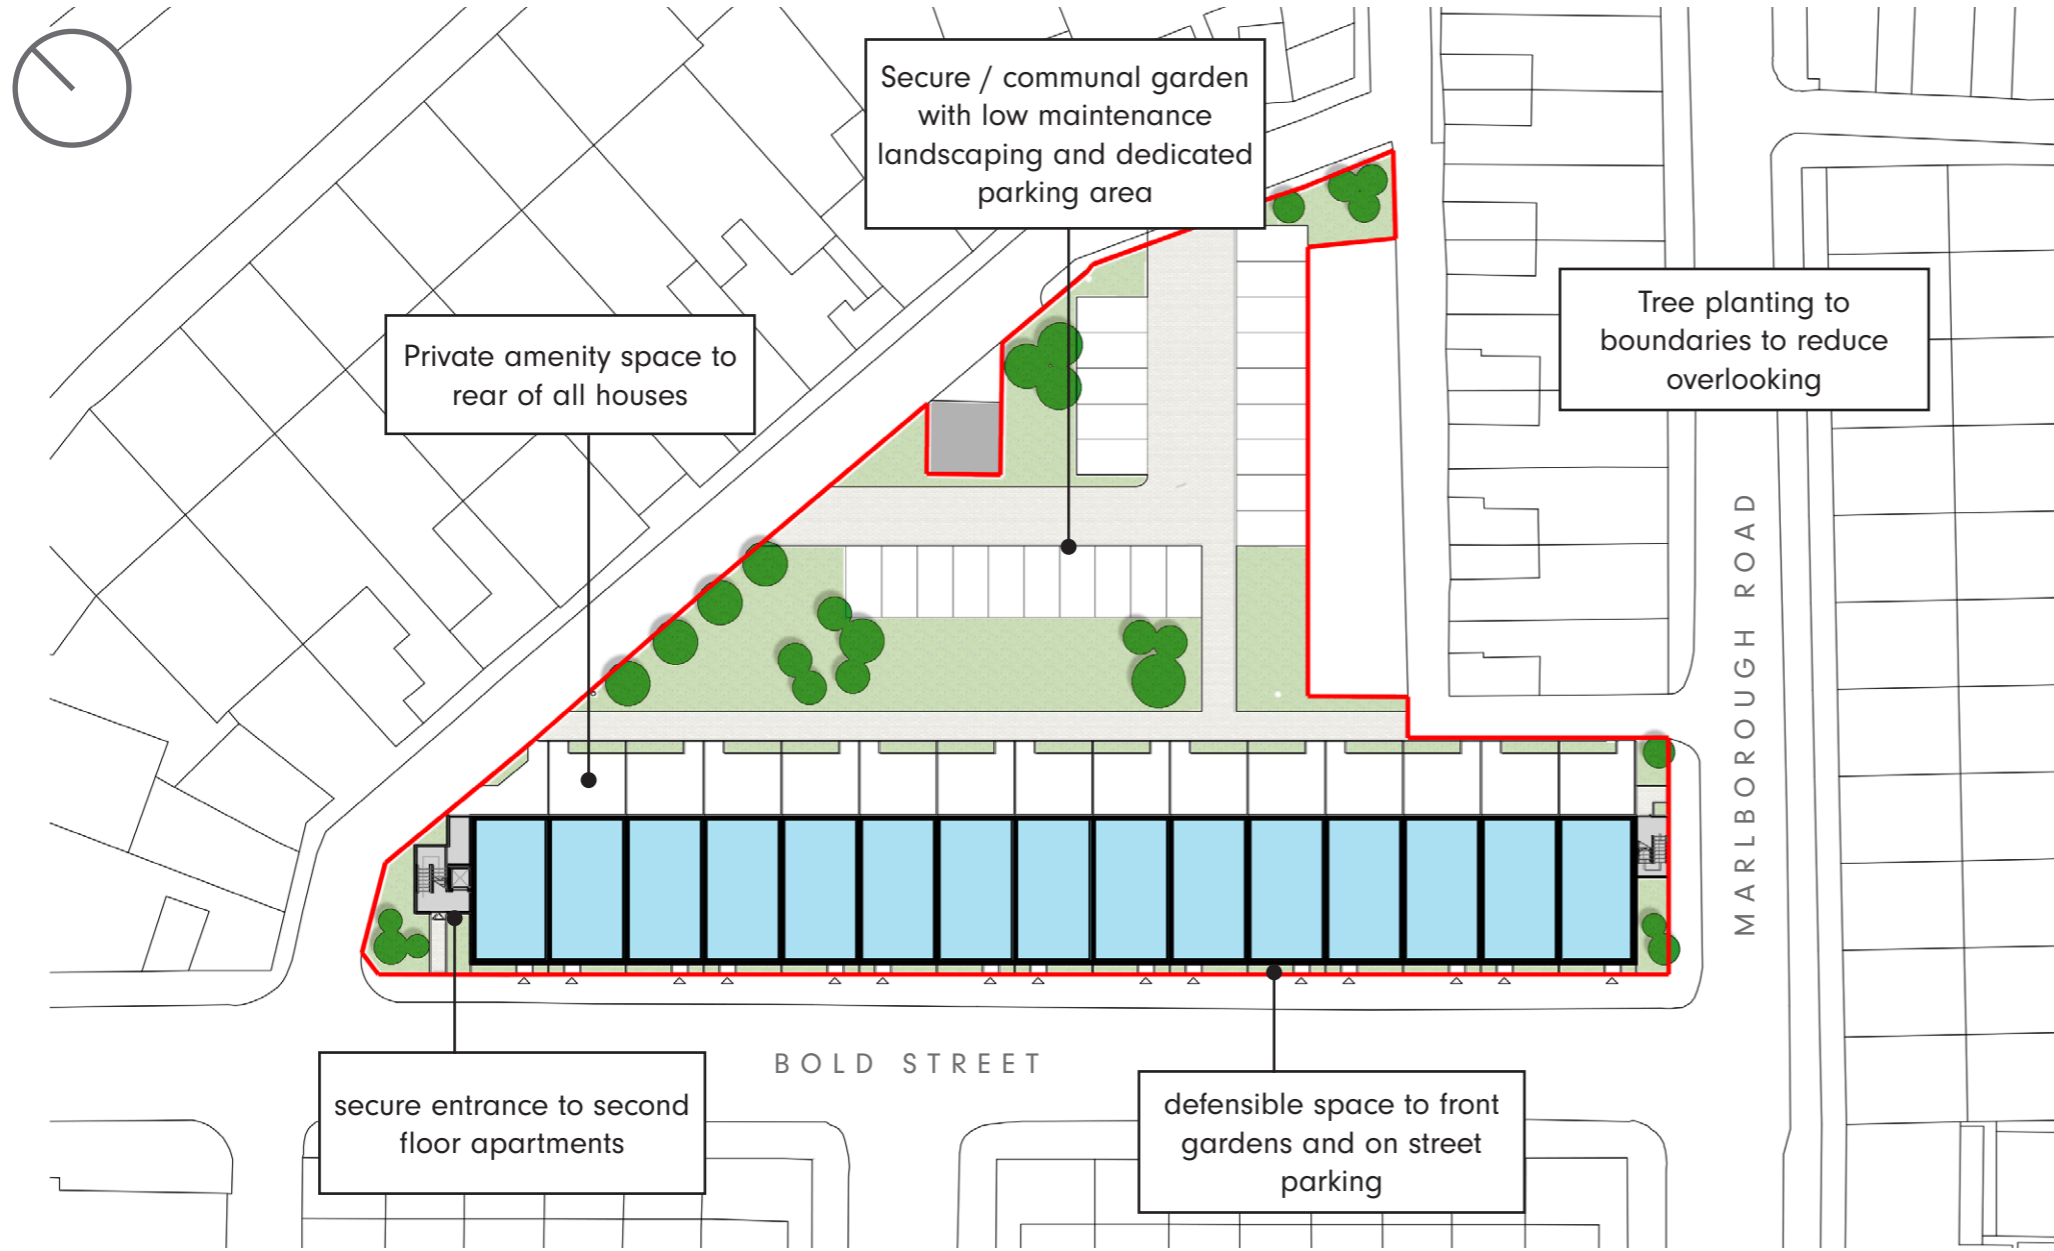 Secure / communal garden
with low maintenance
landscaping and dedicated
parking area
Tree planting to
boundaries to reduce
overlooking
Private amenity space to
rear of all houses
MARLBOROUGH ROAD
BOLD STREET
secure entrance to second
floor apartments
defensible space to front
gardens and on street
parking